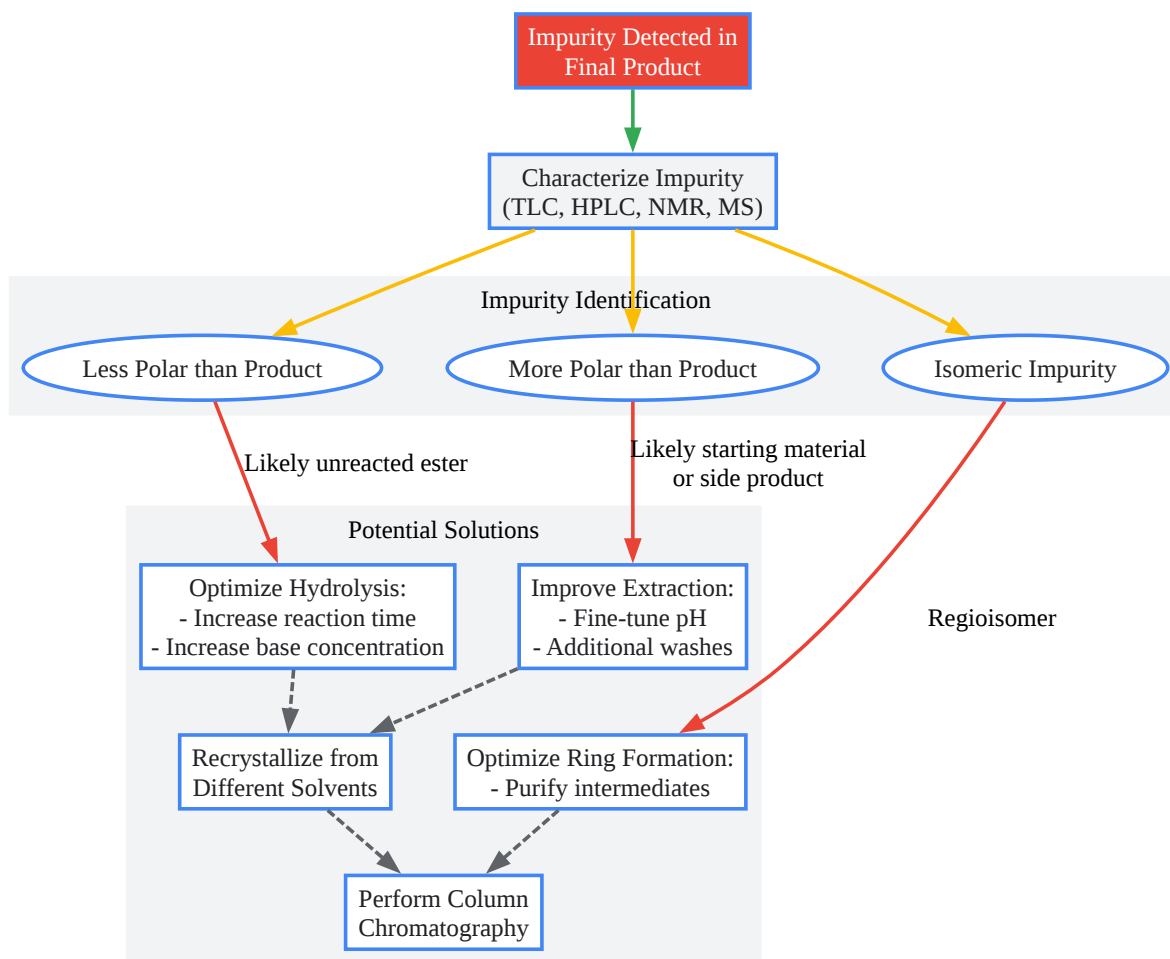 Impurity Detected in
Final Product
Characterize Impurity
(TLC, HPLC, NMR, MS)
Impurity Identification
Less Polar than Product
More Polar than Product
Isomeric Impurity
Likely unreacted ester
Likely starting material
or side product
Potential Solutions
Optimize Hydrolysis:
- Increase reaction time
- Increase base concentration
Improve Extraction:
- Fine-tune pH
- Additional washes
Regioisomer
Recrystallize from
Different Solvents
Optimize Ring Formation:
- Purify intermediates
Perform Column
Chromatography